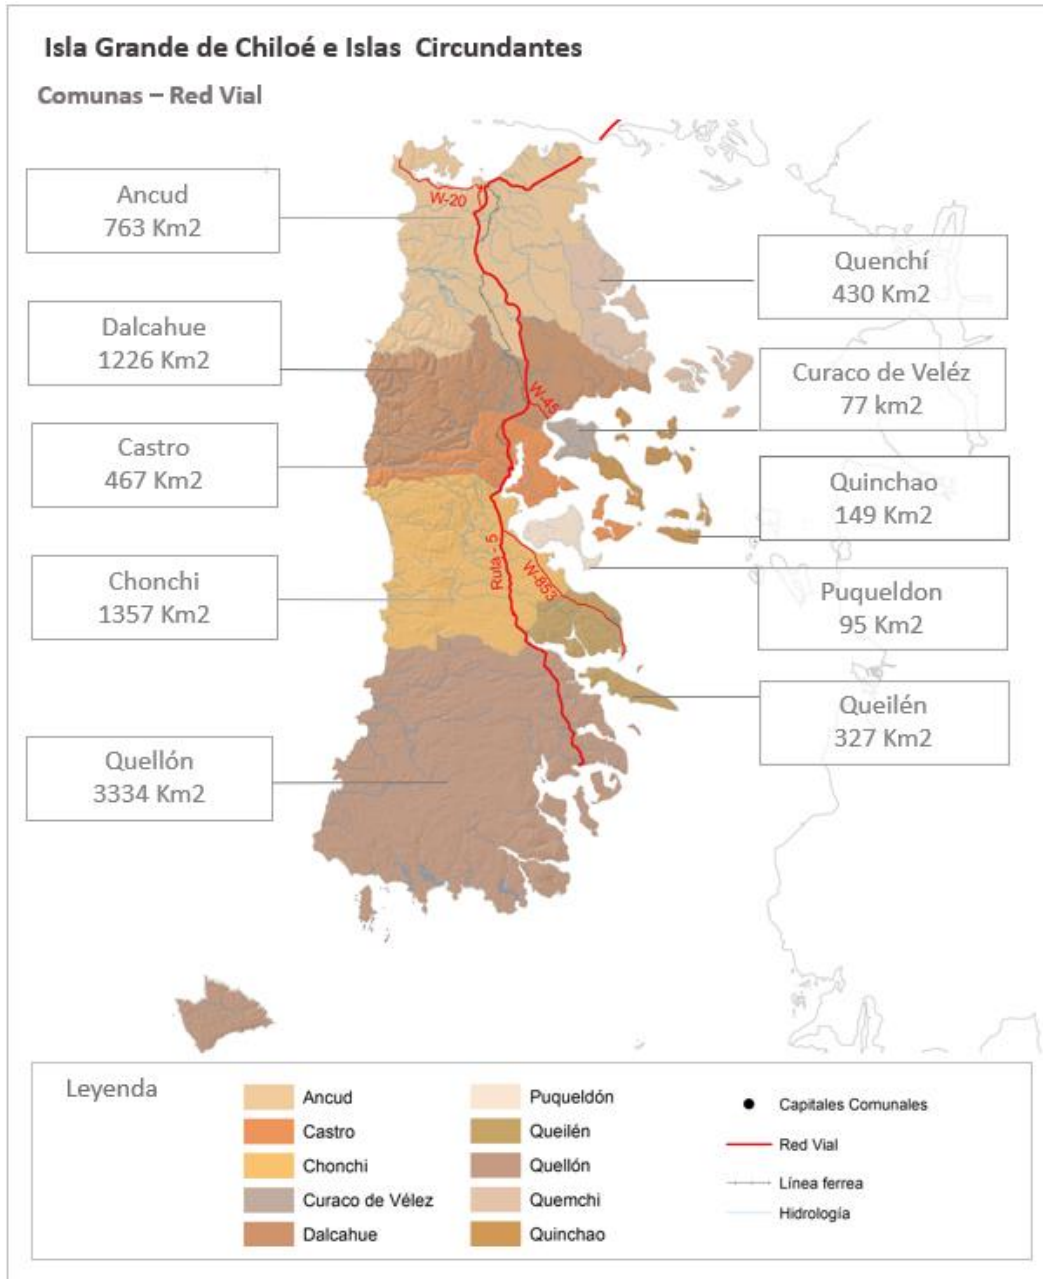 Isla Grande de Chiloé e Islas Circundantes
Comunas – Red Vial
Ancud
763 Km2
Dalcahue
1226 Km2
Castro
467 Km2
Chonchi
1357 Km2
Quellón
3334 Km2
W-20
W-45
Ruta - 5
W-853
Quenchí
430 Km2
Curaco de Veléz
77 km2
Quinchao
149 Km2
Puqueldon
95 Km2
Queilén
327 Km2
Leyenda
Ancud
Castro
Chonchi
Curaco de Vélez
Dalcahue
Puqueldón
Queilén
Quellón
Quemchi
Quinchao
Capitales Comunales
Red Vial
Línea ferrea
Hidrología